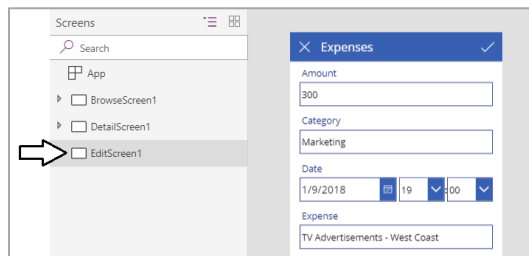 Screens
Search
App
BrowseScreen1
DetailScreen1
EditScreen1
Expenses
Amount
300
Category
Marketing
Date
1/9/2018 19 : 00
Expense
TV Advertisements - West Coast